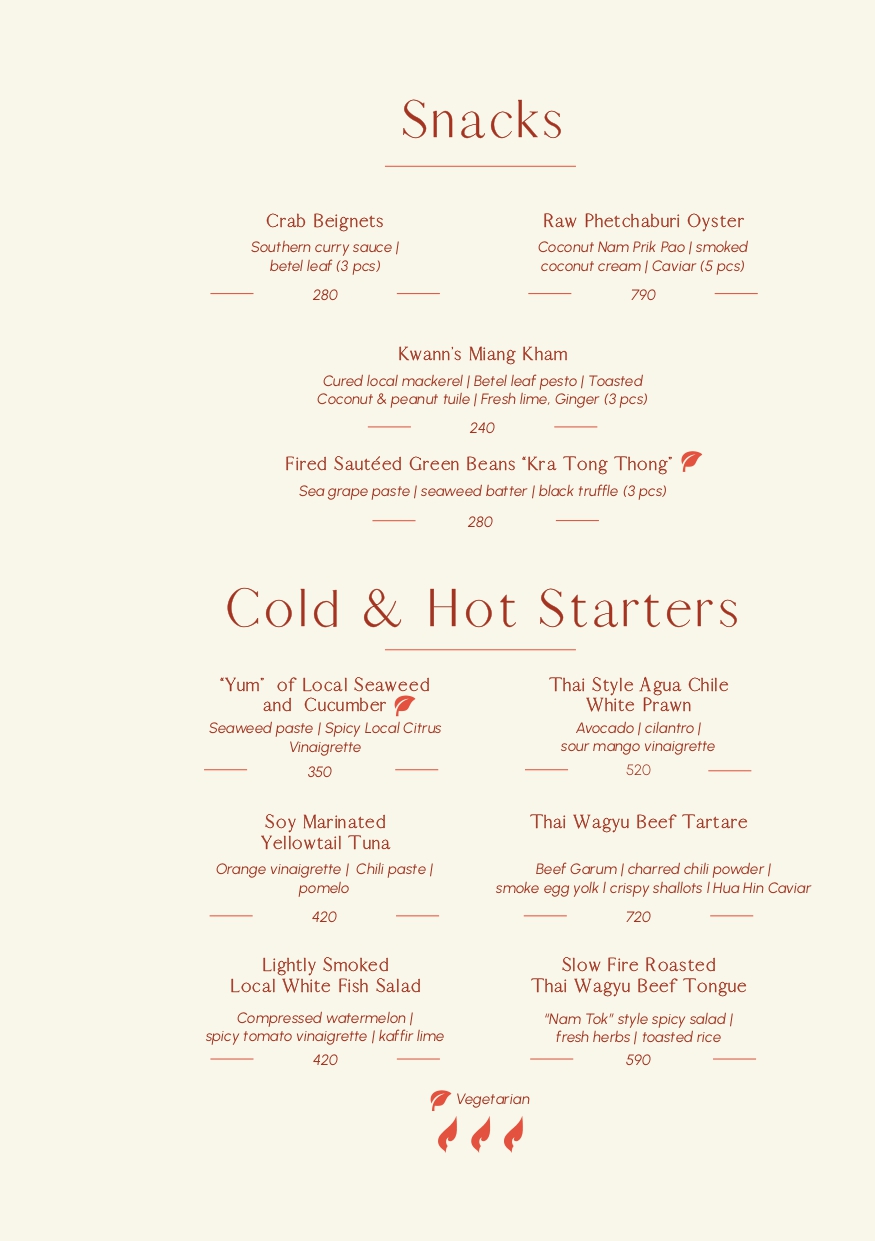 Snacks
Crab Beignets
Southern curry sauce |
betel leaf (3 pcs)
280
Raw Phetchaburi Oyster
Coconut Nam Prik Pao | smoked
coconut cream | Caviar (5 pcs)
790
Kwann's Miang Kham
Cured local mackerel | Betel leaf pesto | Toasted
Coconut & peanut tuile | Fresh lime, Ginger (3 pcs)
240
Fired Sautéed Green Beans “Kra Tong Thong”
Sea grape paste | seaweed batter | black truffle (3 pcs)
280
Cold & Hot Starters
“Yum” of Local Seaweed
and Cucumber
Seaweed paste | Spicy Local Citrus
Vinaigrette
350
Thai Style Agua Chile
White Prawn
Avocado | cilantro |
sour mango vinaigrette
520
Soy Marinated
Yellowtail Tuna
Orange vinaigrette | Chili paste |
pomelo
420
Thai Wagyu Beef Tartare
Beef Garum | charred chili powder |
smoke egg yolk l crispy shallots l Hua Hin Caviar
720
Lightly Smoked
Local White Fish Salad
Compressed watermelon |
spicy tomato vinaigrette | kaffir lime
420
Slow Fire Roasted
Thai Wagyu Beef Tongue
“Nam Tok” style spicy salad |
fresh herbs | toasted rice
590
Vegetarian